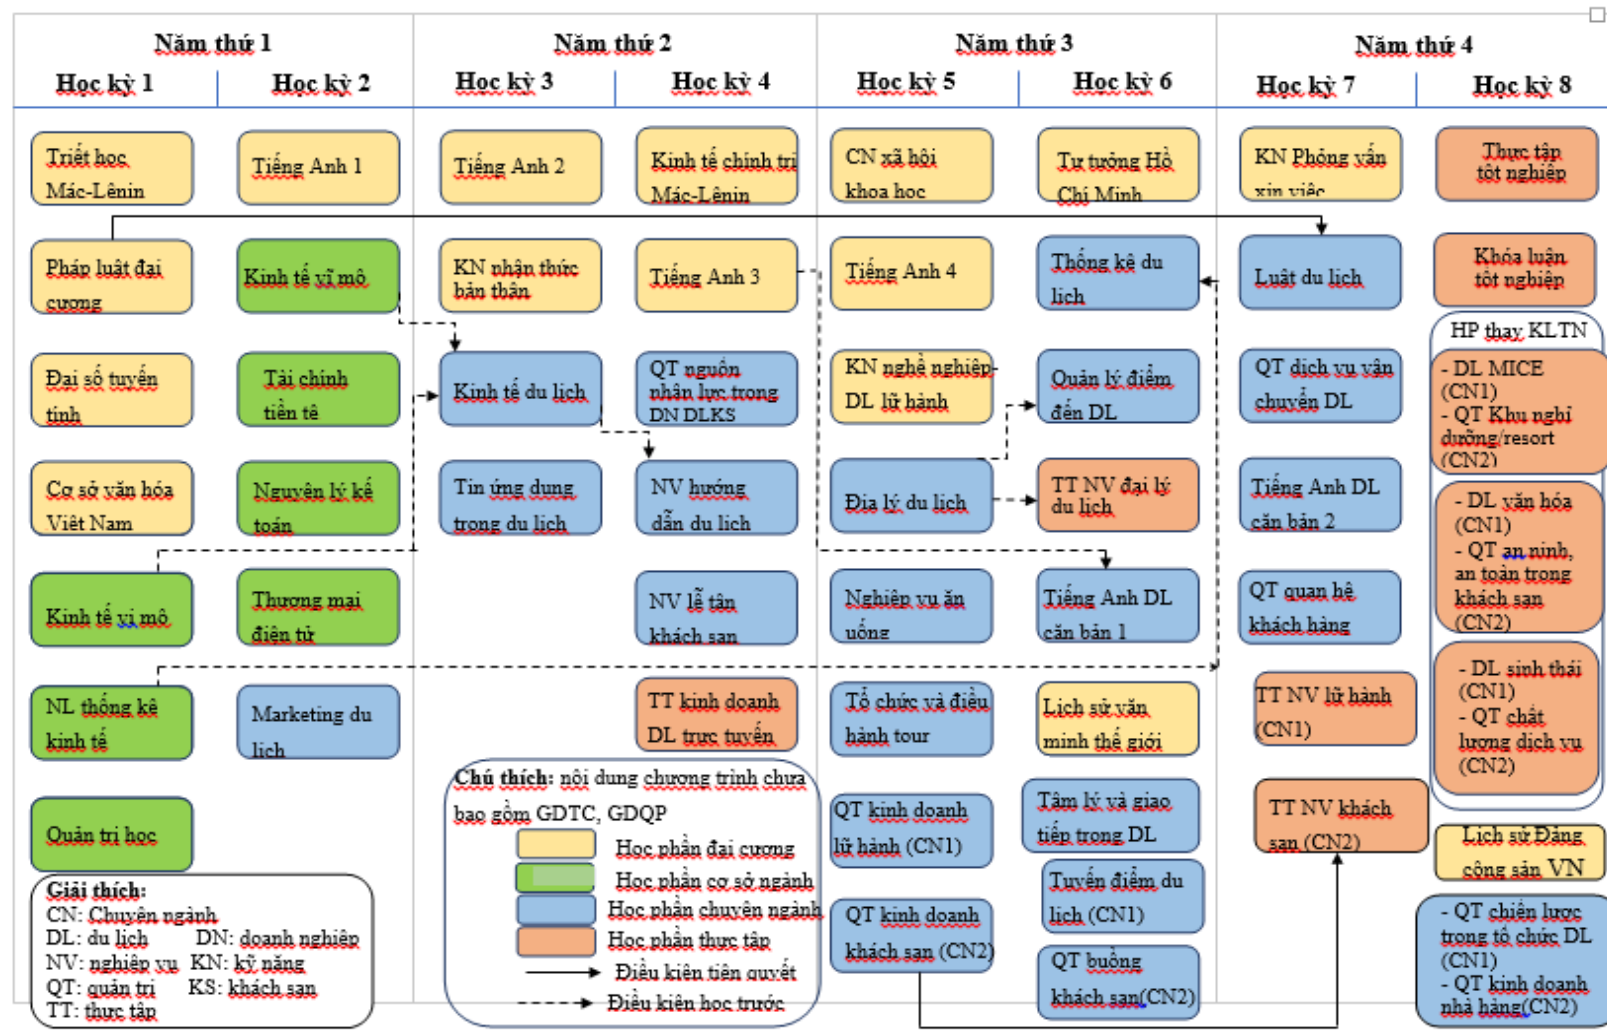 Năm thứ 1
Năm thứ 2
Năm thứ 3
Năm thứ 4
Học kỳ 1
Học kỳ 2
Học kỳ 3
Học kỳ 4
Học kỳ 5
Học kỳ 6
Học kỳ 7
Học kỳ 8
Triết học
Mác-Lênin
Pháp luật đại
cương
Đại số tuyến
tính
Cơ sở văn hóa
Việt Nam
Kinh tế vi mô
NL thống kê
kinh tế
Quản trị học
Tiếng Anh 1
Kinh tế vĩ mô
Tài chính
tiền tệ
Nguyên lý kế
toán
Thương mại
điện tử
Marketing du
lịch
Tiếng Anh 2
KN nhận thức
bản thân
Kinh tế du lịch
Tin ứng dụng
trong du lịch
Kinh tế chính trị
Mác-Lênin
Tiếng Anh 3
QT nguồn
nhân lực trong
DN DLKS
NV hướng
dẫn du lịch
NV lễ tân
khách sạn
TT kinh doanh
DL trực tuyến
CN xã hội
khoa học
Tiếng Anh 4
KN nghề nghiệp-
DL lữ hành
Địa lý du lịch
Nghiệp vụ ăn
uống
Tổ chức và điều
hành tour
QT kinh doanh
lữ hành (CN1)
QT kinh doanh
khách sạn (CN2)
Tư tưởng Hồ
Chí Minh
Thống kê du
lịch
Quản lý điểm
đến DL
TT NV đại lý
du lịch
Tiếng Anh DL
căn bản 1
Lịch sử văn
minh thế giới
Tâm lý và giao
tiếp trong DL
Tuyến điểm du
lịch (CN1)
QT buồng
khách sạn(CN2)
KN Phỏng vấn
xin việc
Luật du lịch
QT dịch vụ vận
chuyển DL
Tiếng Anh DL
căn bản 2
QT quan hệ
khách hàng
TT NV lữ hành
(CN1)
TT NV khách
sạn (CN2)
Thực tập
tốt nghiệp
Khóa luận
tốt nghiệp
HP thay KLTN
- DL MICE
(CN1)
- QT Khu nghỉ
dưỡng/resort
(CN2)
- DL văn hóa
(CN1)
- QT an ninh,
an toàn trong
khách sạn
(CN2)
- DL sinh thái
(CN1)
- QT chất
lượng dịch vụ
(CN2)
Lịch sử Đảng
cộng sản VN
- QT chiến lược
trong tổ chức DL
(CN1)
- QT kinh doanh
nhà hàng(CN2)
Giải thích:
CN: Chuyên ngành
DL: du lịch DN: doanh nghiệp
NV: nghiệp vụ KN: kỹ năng
QT: quản trị KS: khách sạn
TT: thực tập
Chú thích: nội dung chương trình chưa
bao gồm GDTC, GDQP
Học phần đại cương
Học phần cơ sở ngành
Học phần chuyên ngành
Học phần thực tập
Điều kiện tiên quyết
Điều kiện học trước